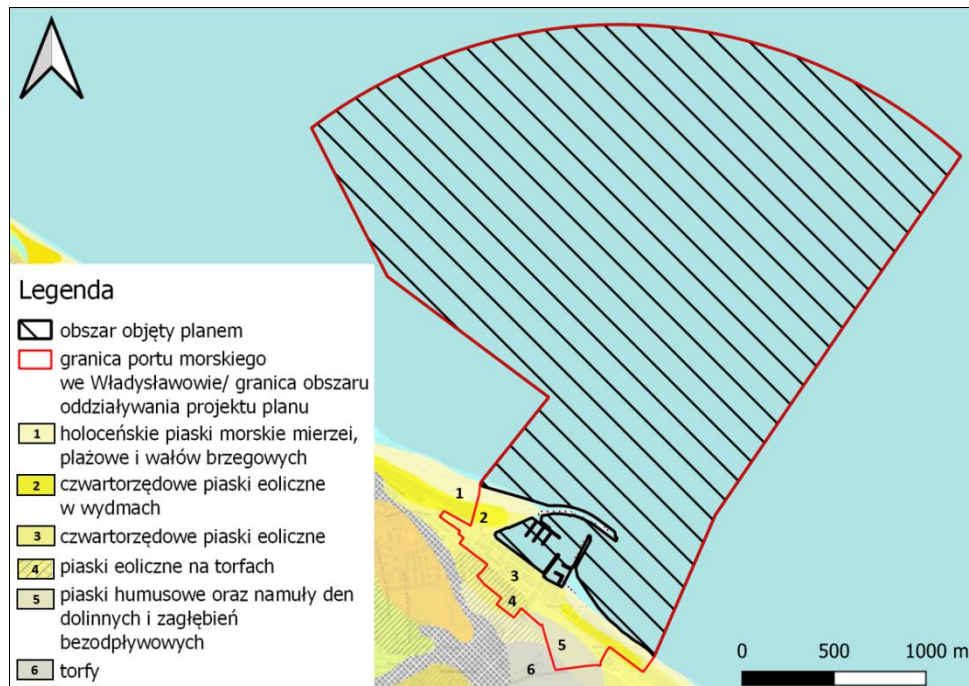 Legenda
obszar objęty planem
granica portu morskiego
we Władysławowie/ granica obszaru
oddziaływania projektu planu
1 holoceńskie piaski morskie mierzei,
plażowe i wałów brzegowych
2 czwartorzędowe piaski eoliczne
w wydmach
3 czwartorzędowe piaski eoliczne
4 piaski eoliczne na torfach
5 piaski humusowe oraz namuły den
dolinnych i zagłębień
bezodpływowych
6 torfy
1
2
3
4
5
6
0 500 1000 m